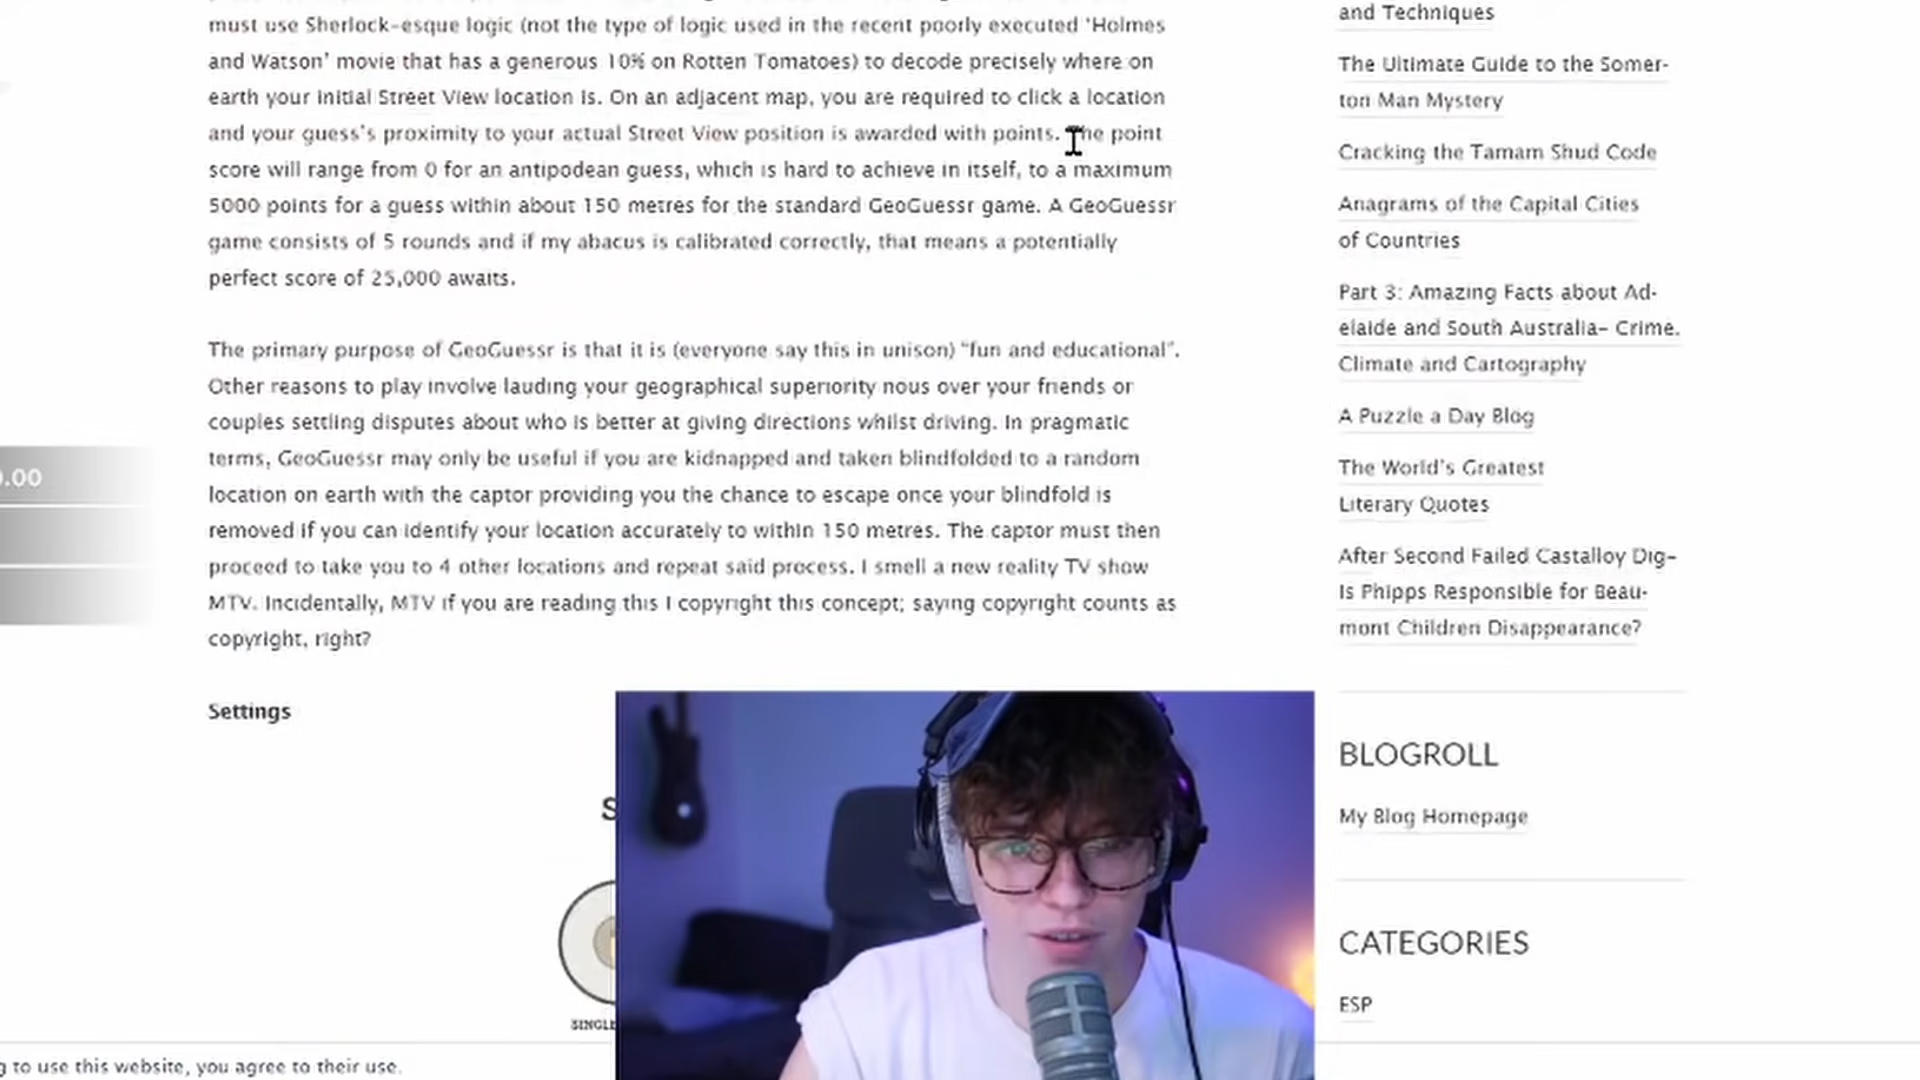 must use Sherlock-esque logic (not the type of logic used in the recent poorly executed ‘Holmes
and Watson’ movie that has a generous 10% on Rotten Tomatoes) to decode precisely where on
earth your initial Street View location is. On an adjacent map, you are required to click a location
and your guess’s proximity to your actual Street View position is awarded with points. The point
score will range from 0 for an antipodean guess, which is hard to achieve in itself, to a maximum
5000 points for a guess within about 150 metres for the standard GeoGuessr game. A GeoGuessr
game consists of 5 rounds and if my abacus is calibrated correctly, that means a potentially
perfect score of 25,000 awaits.
The primary purpose of GeoGuessr is that it is (everyone say this in unison) “fun and educational”.
Other reasons to play involve lauding your geographical superiority nous over your friends or
couples settling disputes about who is better at giving directions whilst driving. In pragmatic
terms, GeoGuessr may only be useful if you are kidnapped and taken blindfolded to a random
location on earth with the captor providing you the chance to escape once your blindfold is
removed if you can identify your location accurately to within 150 metres. The captor must then
proceed to take you to 4 other locations and repeat said process. I smell a new reality TV show
MTV. Incidentally, MTV if you are reading this I copyright this concept; saying copyright counts as
copyright, right?
Settings
S
SINGLE
g to use this website, you agree to their use.
0.00
and Techniques
The Ultimate Guide to the Somer-
ton Man Mystery
Cracking the Tamam Shud Code
Anagrams of the Capital Cities
of Countries
Part 3: Amazing Facts about Ad-
elaide and South Australia– Crime,
Climate and Cartography
A Puzzle a Day Blog
The World’s Greatest
Literary Quotes
After Second Failed Castalloy Dig–
Is Phipps Responsible for Beau-
mont Children Disappearance?
BLOGROLL
My Blog Homepage
CATEGORIES
ESP